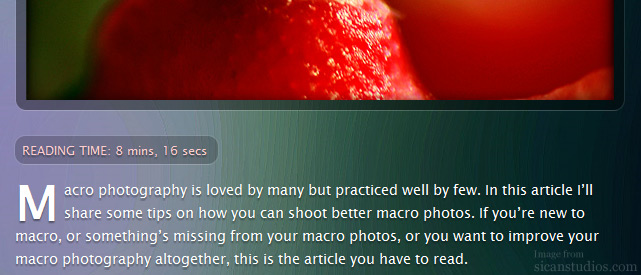 READING TIME: 8 mins, 16 secs
Macro photography is loved by many but practiced well by few. In this article I’ll
share some tips on how you can shoot better macro photos. If you’re new to
macro, or something’s missing from your macro photos, or you want to improve your
macro photography altogether, this is the article you have to read.
Image from
sicanstudios.com